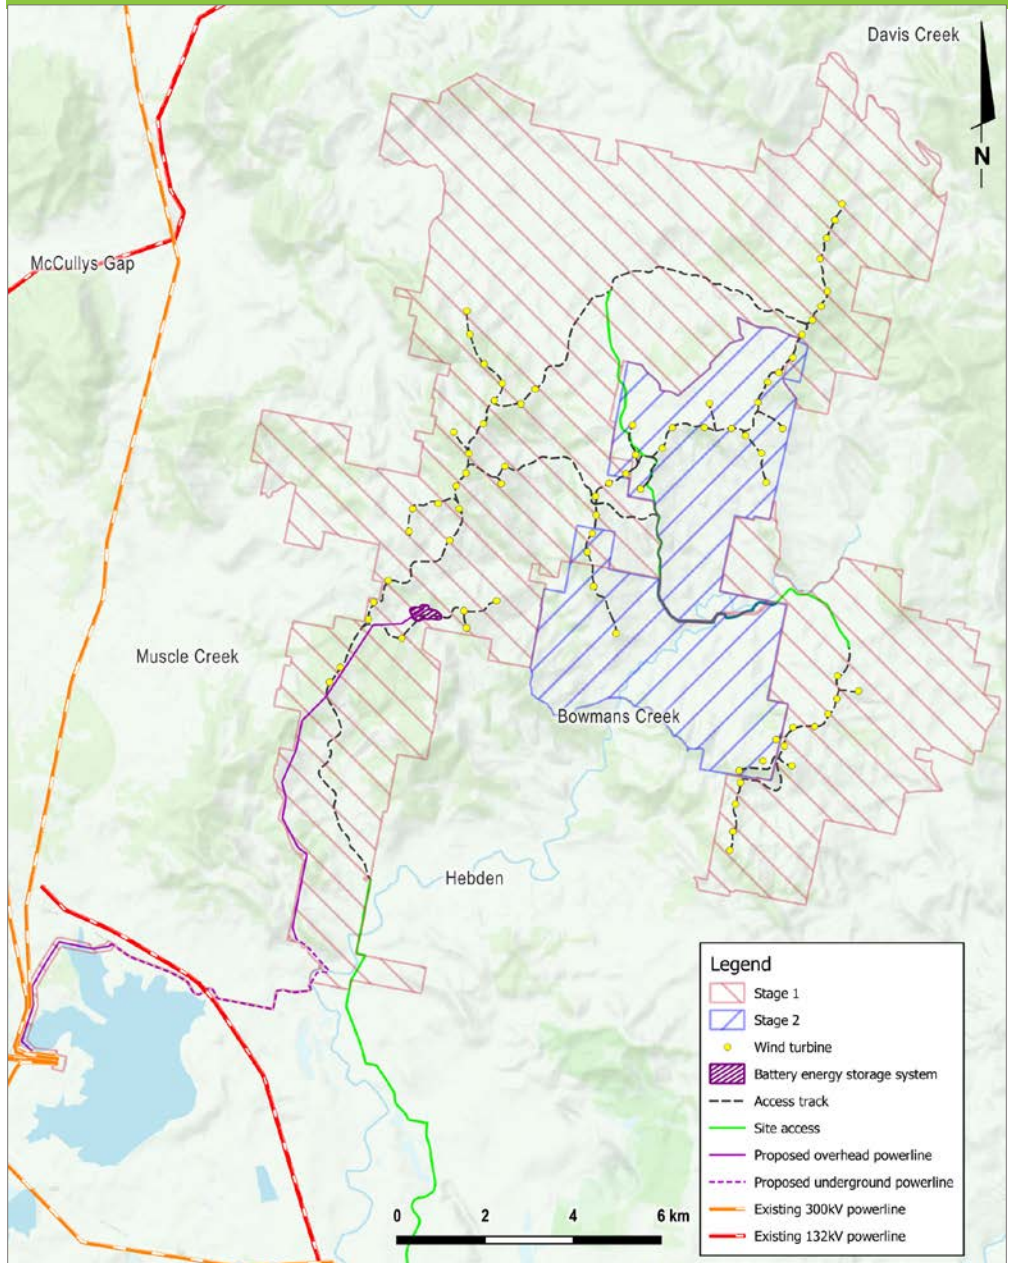 Davis Creek
N
McCullys Gap
Muscle Creek
Bowmans Creek
Hebden
Legend
Stage 1
Stage 2
Wind turbine
Battery energy storage system
Access track
Site access
Proposed overhead powerline
Proposed underground powerline
Existing 300kV powerline
Existing 132kV powerline
0 2 4 6 km